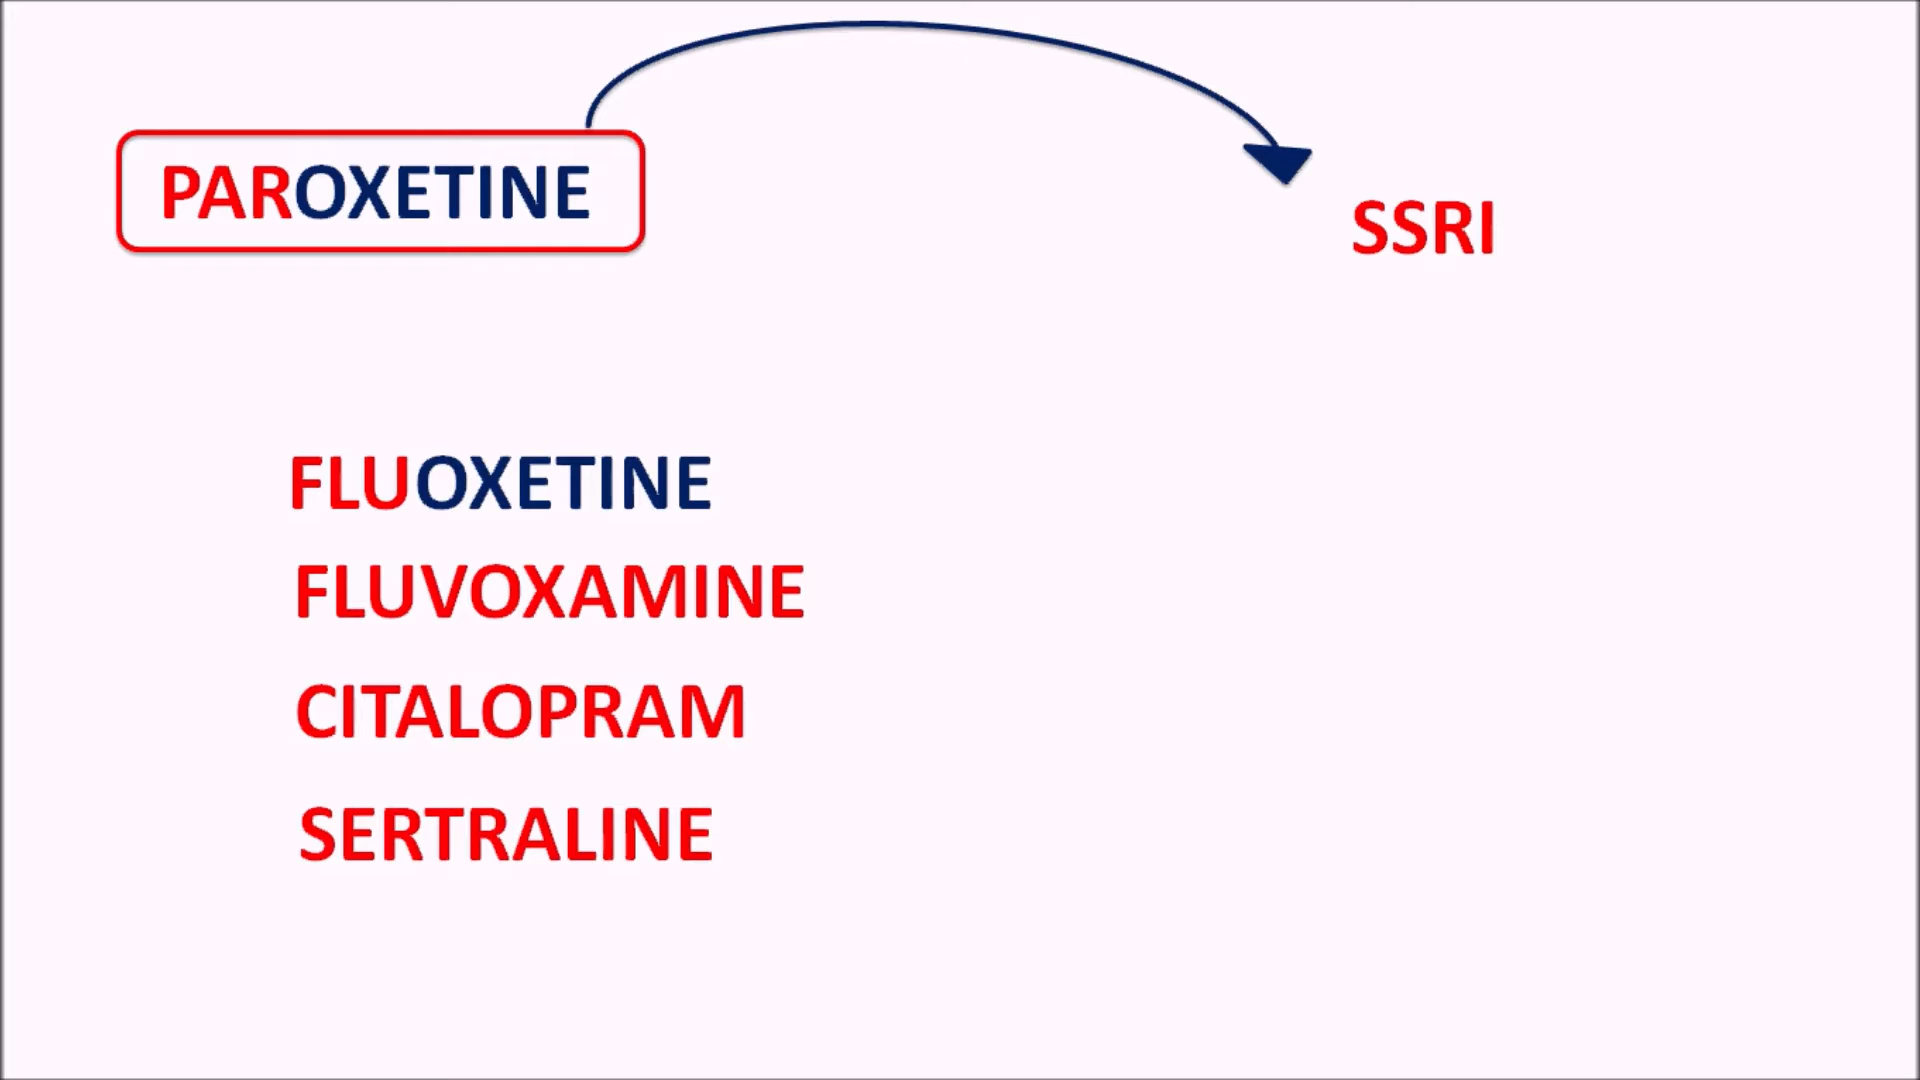 PAROXETINE
SSRI
FLUOXETINE
FLUVOXAMINE
CITALOPRAM
SERTRALINE